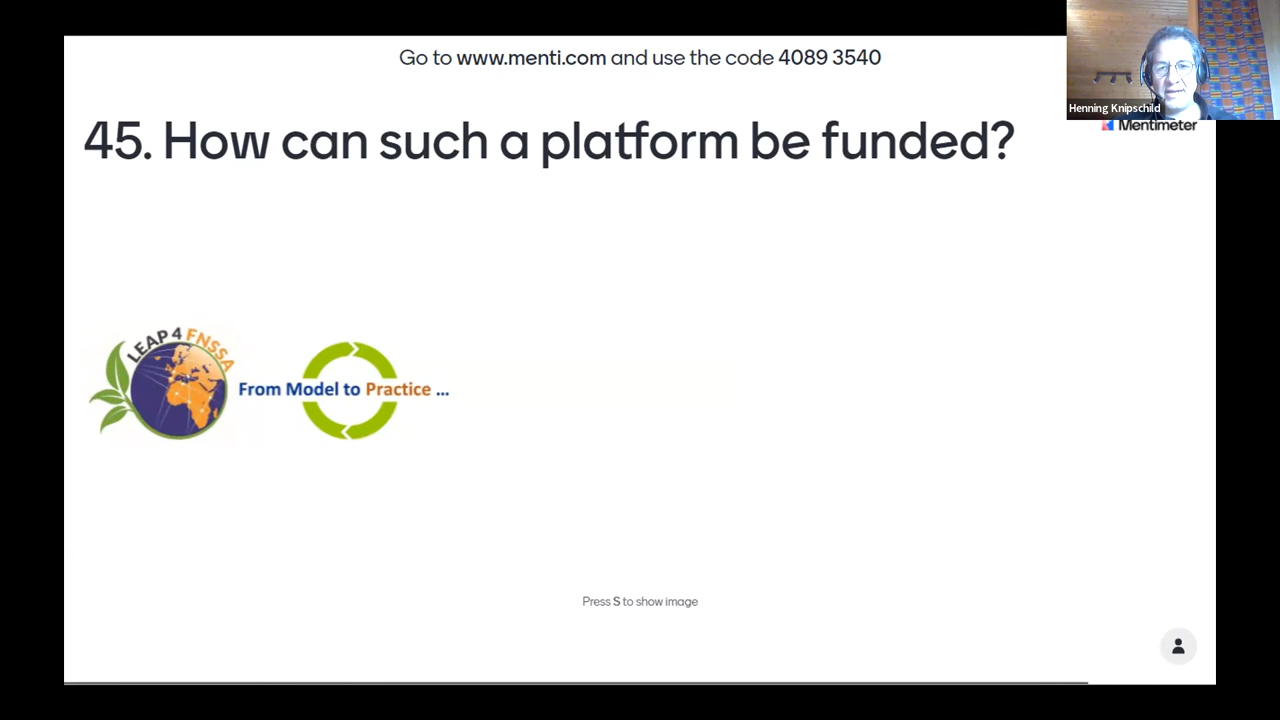 Go to www.menti.com and use the code 4089 3540
Henning Knipschild
Mentimeter
45. How can such a platform be funded?
LEAP 4 FNSSA
From Model to Practice ...
Press S to show image